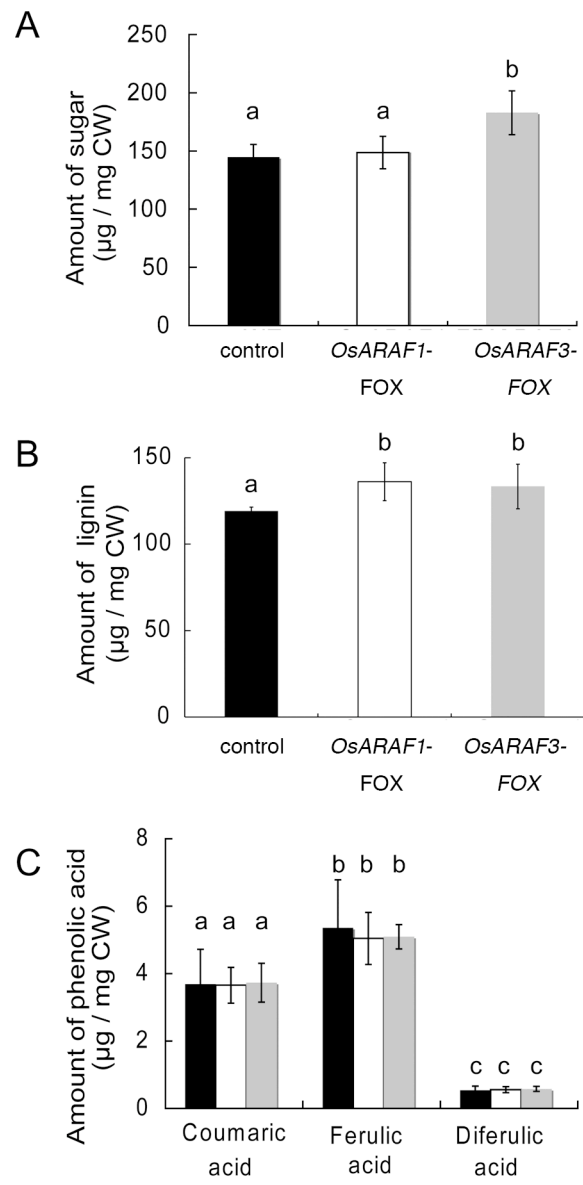 A
Amount of sugar
(µg / mg CW)
250
200
150
100
50
0
a
a
b
control
OsARAF1-
FOX
OsARAF3-
FOX
B
Amount of lignin
(µg / mg CW)
150
100
50
0
a
b
b
control
OsARAF1-
FOX
OsARAF3-
FOX
C
Amount of phenolic acid
(µg / mg CW)
8
6
4
2
0
a a a
b b b
c c c
Coumaric
acid
Ferulic
acid
Diferulic
acid